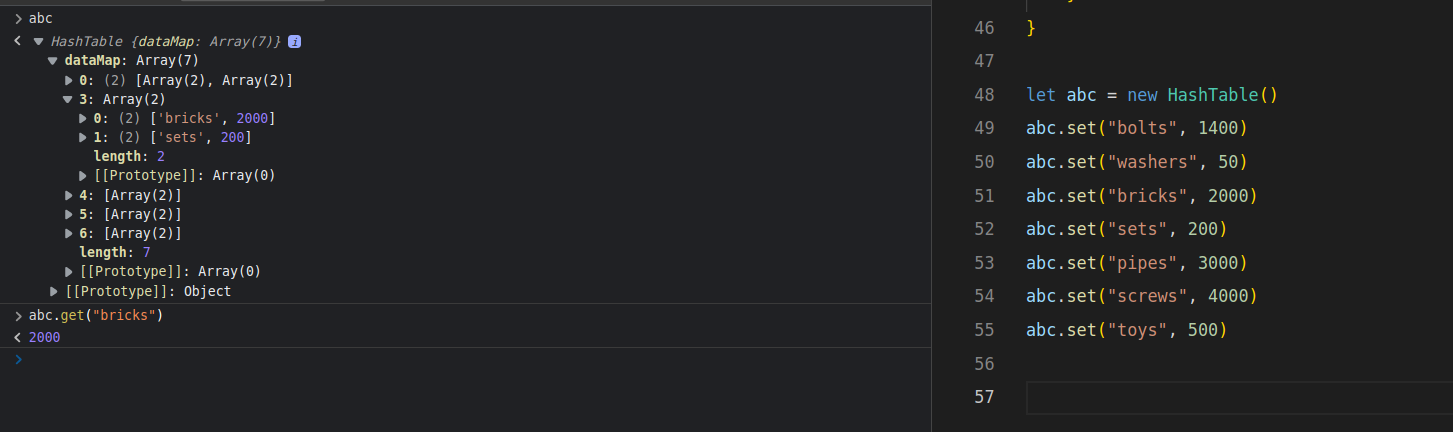 abc
HashTable {dataMap: Array(7)} i
dataMap: Array(7)
0: (2) [Array(2), Array(2)]
3: Array(2)
0: (2) ['bricks', 2000]
1: (2) ['sets', 200]
length: 2
[[Prototype]]: Array(0)
4: [Array(2)]
5: [Array(2)]
6: [Array(2)]
length: 7
[[Prototype]]: Array(0)
[[Prototype]]: Object
abc.get("bricks")
2000
46 }
47
48 let abc = new HashTable()
49 abc.set("bolts", 1400)
50 abc.set("washers", 50)
51 abc.set("bricks", 2000)
52 abc.set("sets", 200)
53 abc.set("pipes", 3000)
54 abc.set("screws", 4000)
55 abc.set("toys", 500)
56
57